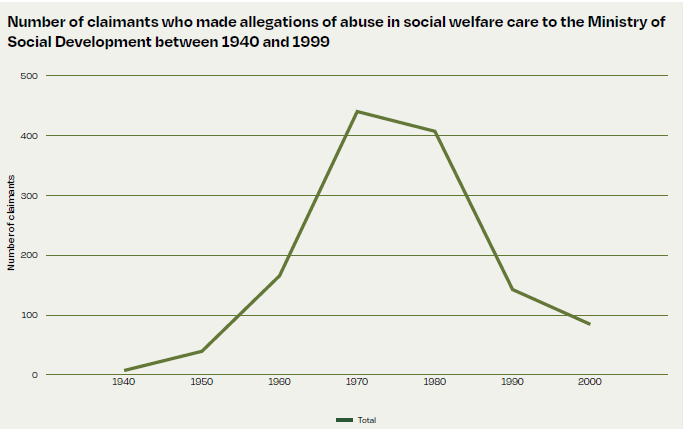 Number of claimants who made allegations of abuse in social welfare care to the Ministry of
Social Development between 1940 and 1999
500
400
300
200
100
0
Number of claimants
1940 1950 1960 1970 1980 1990 2000
Total